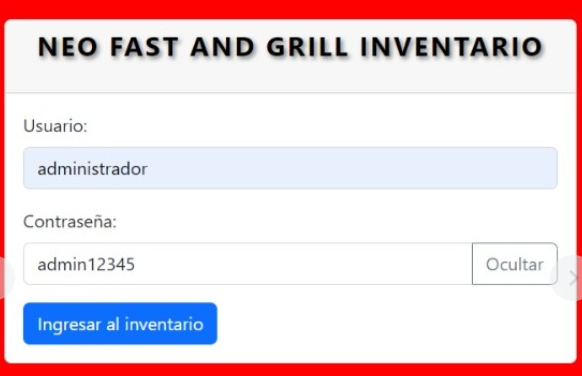 NEO FAST AND GRILL INVENTARIO
Usuario:
administrador
Contraseña:
admin12345
Ocultar
Ingresar al inventario